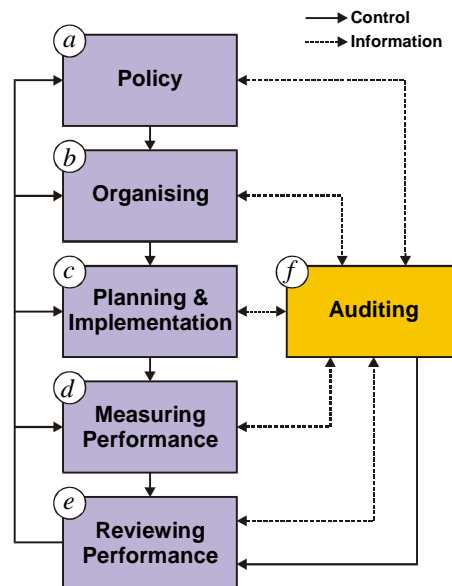 Control
Information
a
Policy
b
Organising
c
Planning &
Implementation
f
Auditing
d
Measuring
Performance
e
Reviewing
Performance